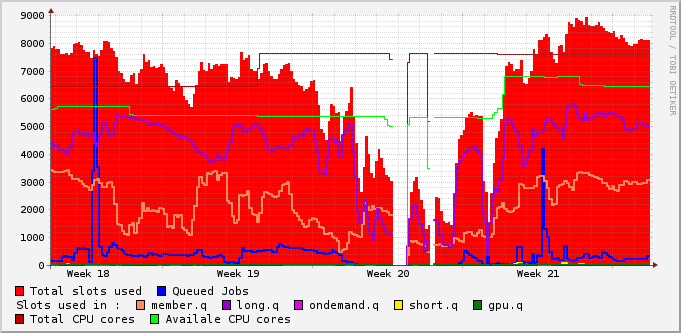 9000
8000
7000
6000
5000
4000
3000
2000
1000
0
Week 18 Week 19 Week 20 Week 21
RRDTOOL / TOBI OETIKER
Total slots used Queued Jobs
Slots used in : member.q long.q ondemand.q short.q gpu.q
Total CPU cores Availale CPU cores